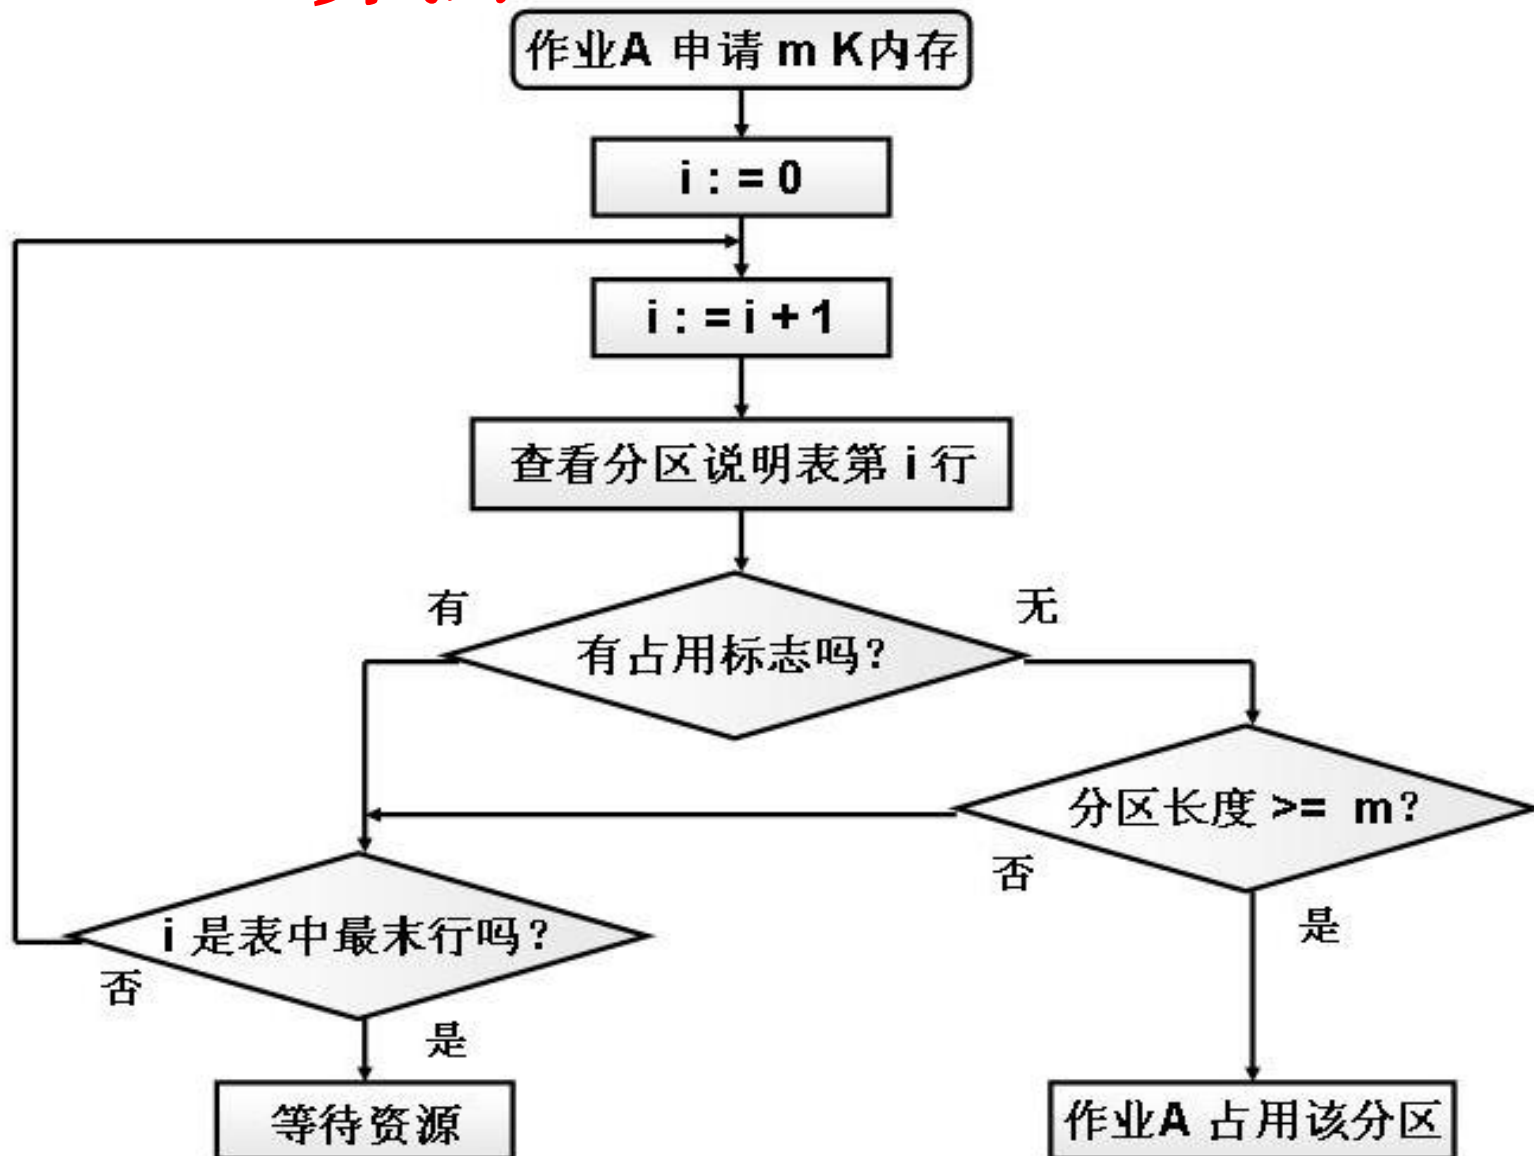 作业A 申请 m K内存
i : = 0
i : = i + 1
查看分区说明表第 i 行
有
无
有占用标志吗?
分区长度 >= m?
否
是
i 是表中最末行吗?
否
是
等待资源
作业A 占用该分区